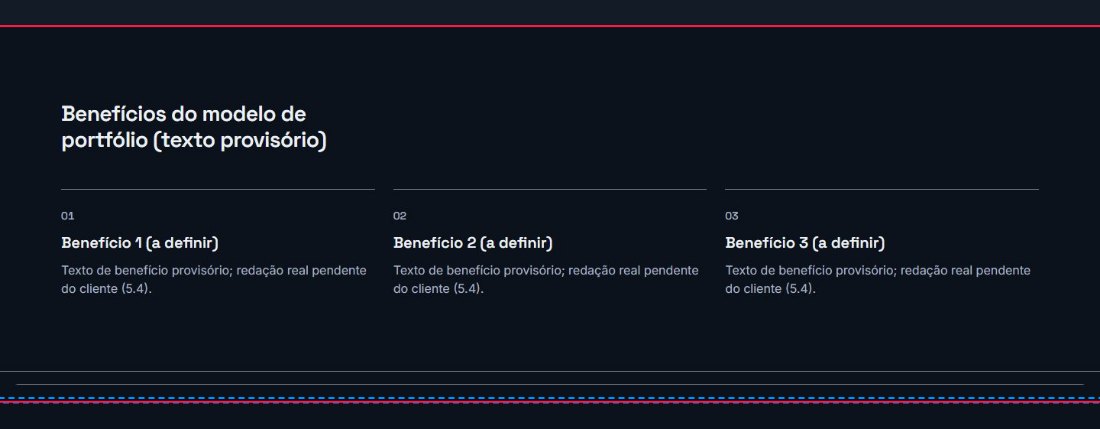 Benefícios do modelo de
portfólio (texto provisório)
01
Benefício 1 (a definir)
Texto de benefício provisório; redação real pendente
do cliente (5.4).
02
Benefício 2 (a definir)
Texto de benefício provisório; redação real pendente
do cliente (5.4).
03
Benefício 3 (a definir)
Texto de benefício provisório; redação real pendente
do cliente (5.4).